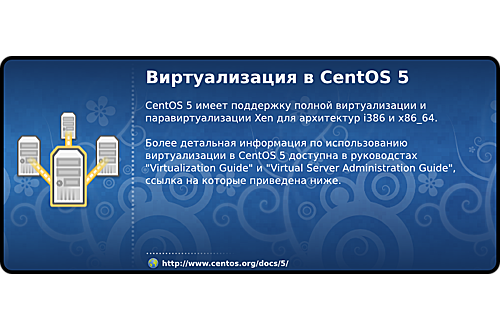 Виртуализация в CentOS 5
CentOS 5 имеет поддержку полной виртуализации и
паравиртуализации Xen для архитектур i386 и x86_64.
Более детальная информация по использованию
виртуализации в CentOS 5 доступна в руководстваx
"Virtualization Guide" и "Virtual Server Administration Guide",
ссылка на которые приведена ниже.
http://www.centos.org/docs/5/